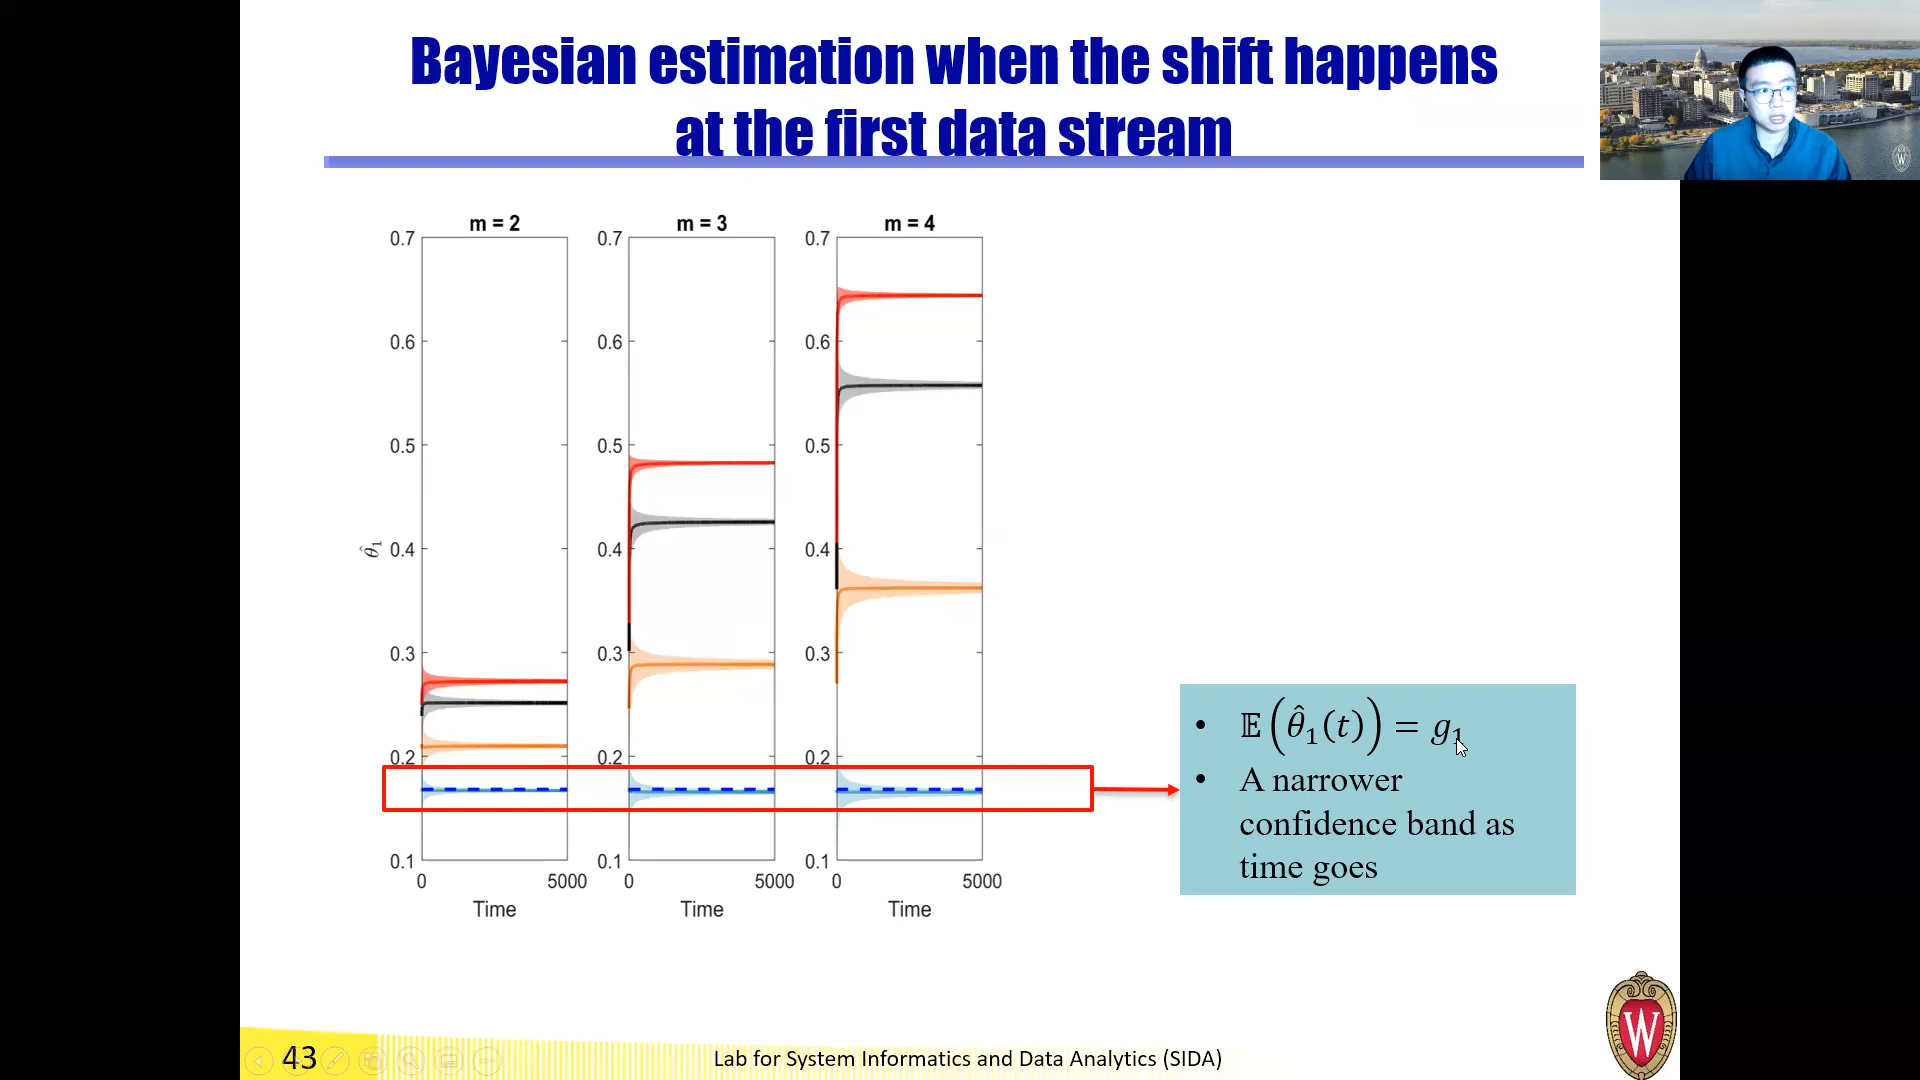 Bayesian estimation when the shift happens
at the first data stream
m = 2
m = 3
m = 4
0.7
0.6
0.5
0.4
0.3
0.2
0.1
0.7
0.6
0.5
0.4
0.3
0.2
0.1
0.7
0.6
0.5
0.4
0.3
0.2
0.1
θ̂₁
0 5000
0 5000
0 5000
Time
Time
Time
• 𝔼(θ̂₁(t)) = g₁
• A narrower
confidence band as
time goes
W
W
43
Lab for System Informatics and Data Analytics (SIDA)